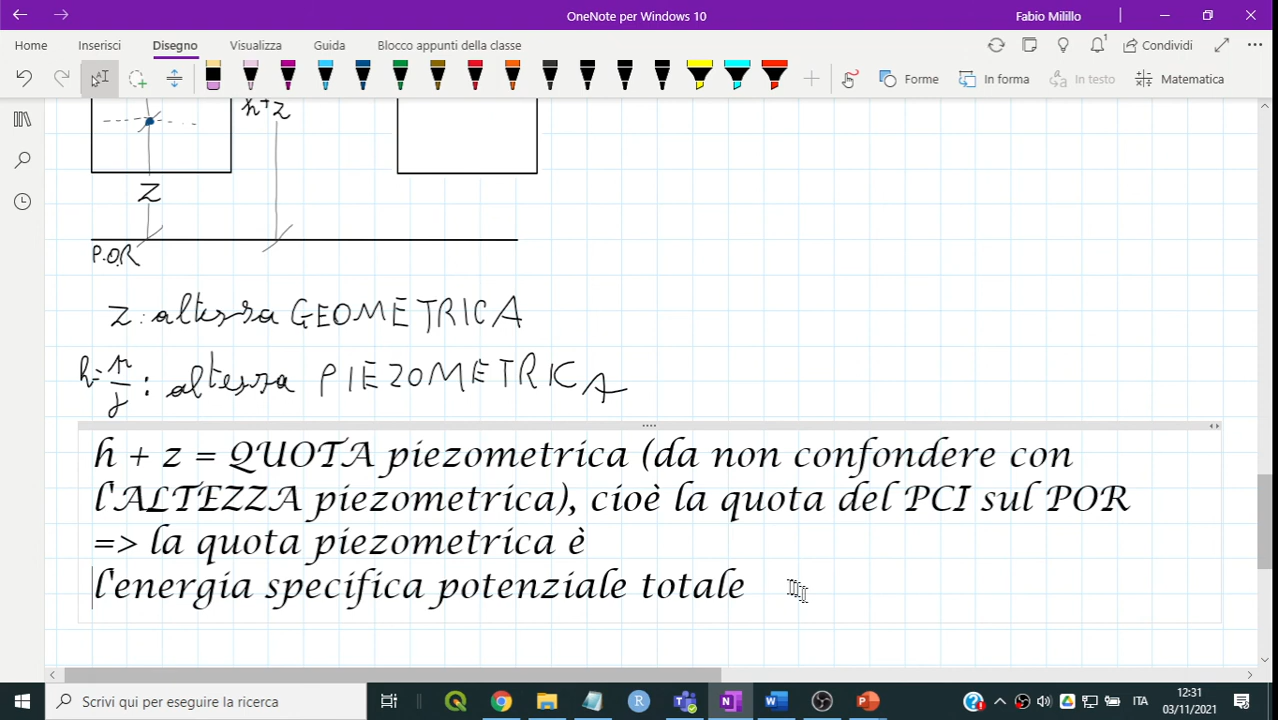 OneNote per Windows 10
Fabio Milillo
Home Inserisci Disegno Visualizza Guida Blocco appunti della classe Condividi
Forme In forma In testo Matematica
h+z
z
P.O.R
z: altezza GEOMETRICA
h= p/γ : altezza PIEZOMETRICA
h + z = QUOTA piezometrica (da non confondere con
l'ALTEZZA piezometrica), cioè la quota del PCI sul POR
=> la quota piezometrica è
l'energia specifica potenziale totale
Scrivi qui per eseguire la ricerca
ITA
12:31
03/11/2021